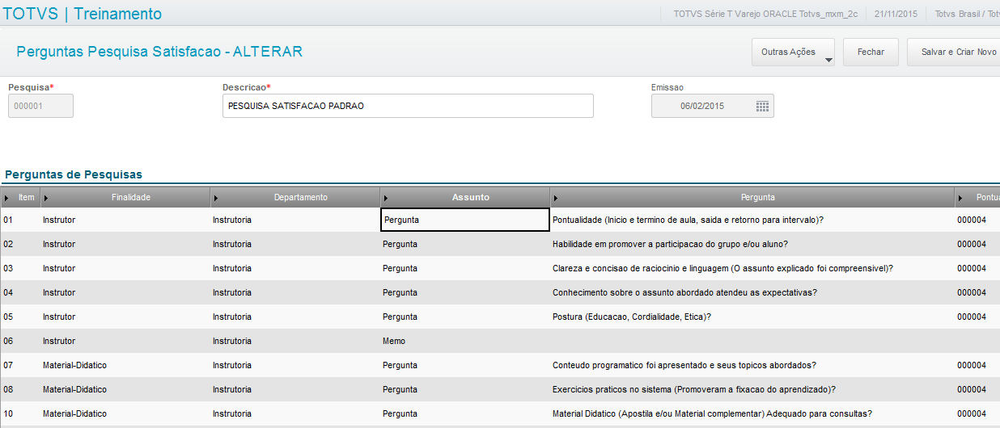 TOTVS | Treinamento TOTVS Série T Varejo ORACLE Totvs_mxm_2c 21/11/2015 Totvs Brasil /
Perguntas Pesquisa Satisfacao - ALTERAR Outras Ações Fechar Salvar e Criar Novo
Pesquisa* Descricao* Emissao
000001 PESQUISA SATISFACAO PADRAO 06/02/2015
Perguntas de Pesquisas
Item Finalidade Departamento Assunto Pergunta
01 Instrutor Instrutoria Pergunta Pontualidade (Inicio e termino de aula, saida e retorno para intervalo)? 000004
02 Instrutor Instrutoria Pergunta Habilidade em promover a participacao do grupo e/ou aluno? 000004
03 Instrutor Instrutoria Pergunta Clareza e concisao de raciocinio e linguagem (O assunto explicado foi compreensivel)? 000004
04 Instrutor Instrutoria Pergunta Conhecimento sobre o assunto abordado atendeu as expectativas? 000004
05 Instrutor Instrutoria Pergunta Postura (Educacao, Cordialidade, Etica)? 000004
06 Instrutor Instrutoria Memo
07 Material-Didatico Instrutoria Pergunta Conteudo programatico foi apresentado e seus topicos abordados? 000004
08 Material-Didatico Instrutoria Pergunta Exercicios praticos no sistema (Promoveram a fixacao do aprendizado)? 000004
10 Material-Didatico Instrutoria Pergunta Material Didatico (Apostila e/ou Material complementar) Adequado para consultas? 000004